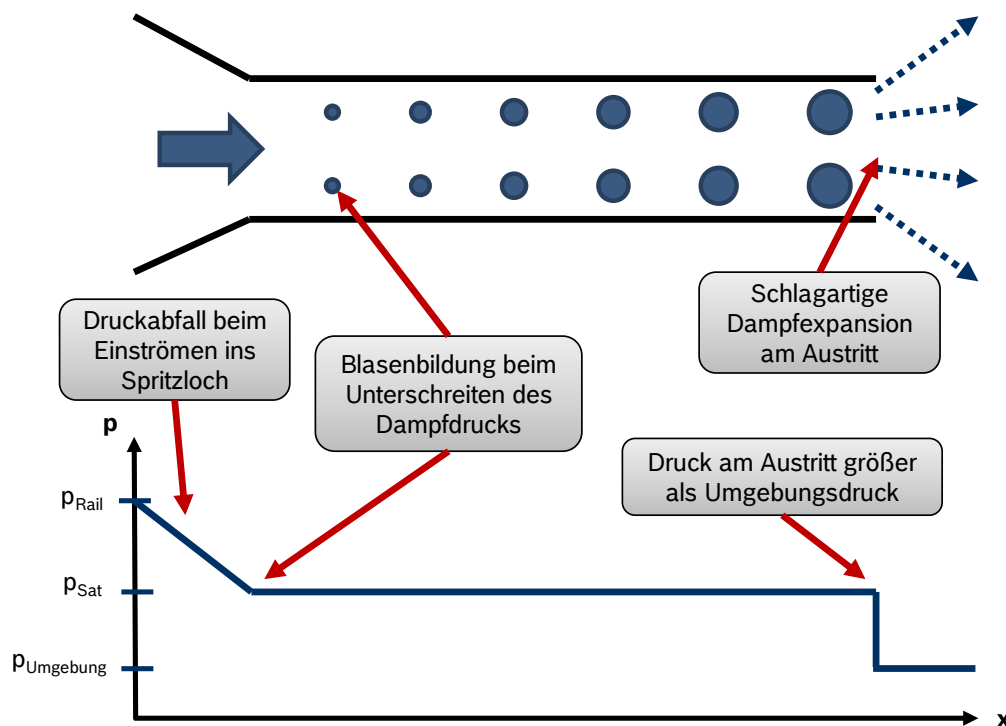 Schlagartige
Dampfexpansion
am Austritt
Druckabfall beim
Einströmen ins
Spritzloch
Blasenbildung beim
Unterschreiten des
Dampfdrucks
Druck am Austritt größer
als Umgebungsdruck
p
pRail
pSat
pUmgebung
x